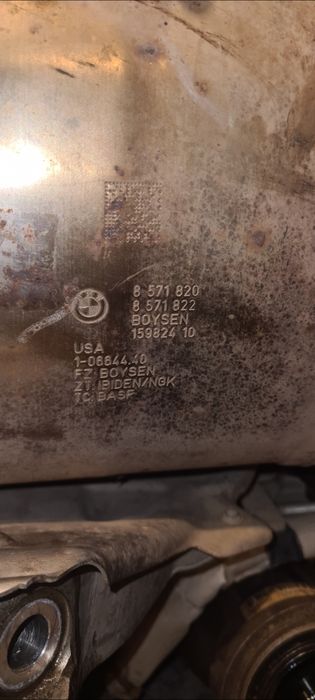 8 571 820
8 571 822
BOYSEN
159824 10
USA
1-06844.40
FZ: BOYSEN
ZT: IBIDEN/NGK
TC: BASF